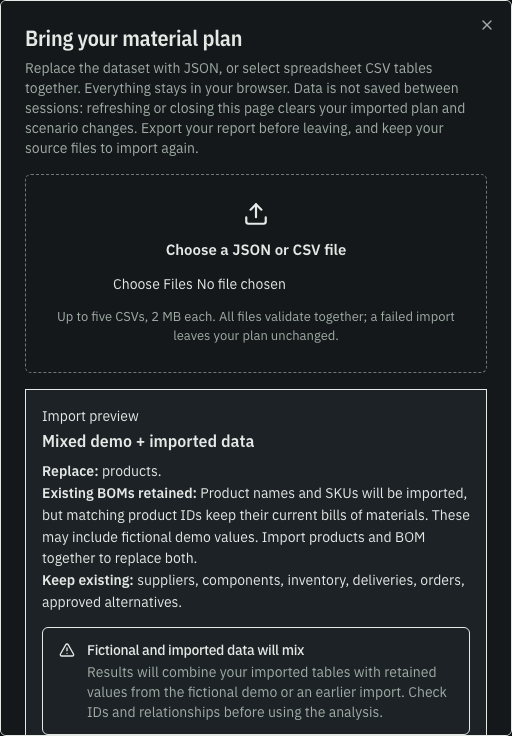 Bring your material plan
Replace the dataset with JSON, or select spreadsheet CSV tables
together. Everything stays in your browser. Data is not saved between
sessions: refreshing or closing this page clears your imported plan and
scenario changes. Export your report before leaving, and keep your
source files to import again.
Choose a JSON or CSV file
Choose Files No file chosen
Up to five CSVs, 2 MB each. All files validate together; a failed import
leaves your plan unchanged.
Import preview
Mixed demo + imported data
Replace: products.
Existing BOMs retained: Product names and SKUs will be imported,
but matching product IDs keep their current bills of materials. These
may include fictional demo values. Import products and BOM
together to replace both.
Keep existing: suppliers, components, inventory, deliveries, orders,
approved alternatives.
Fictional and imported data will mix
Results will combine your imported tables with retained
values from the fictional demo or an earlier import. Check
IDs and relationships before using the analysis.